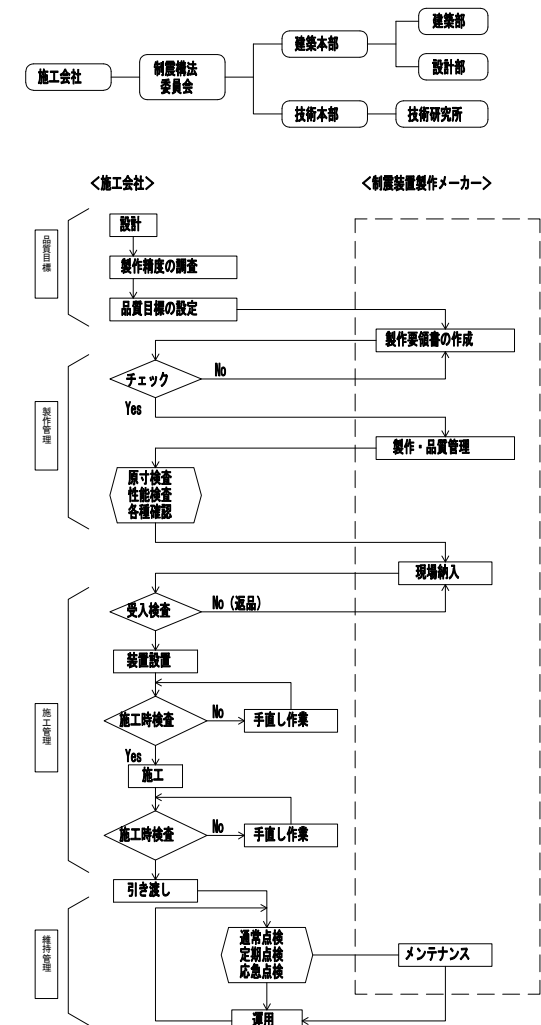 建築部
建築本部
設計部
施工会社
制震構法
委員会
技術本部
技術研究所
＜施工会社＞
＜制震装置製作メーカー＞
品質目標
設計
製作精度の調査
品質目標の設定
製作要領書の作成
製作管理
チェック
No
Yes
製作・品質管理
原寸検査
性能検査
各種確認
現場納入
施工管理
受入検査
No（返品）
装置設置
施工時検査
No
手直し作業
Yes
施工
施工時検査
No
手直し作業
引き渡し
維持管理
通常点検
定期点検
応急点検
メンテナンス
運用